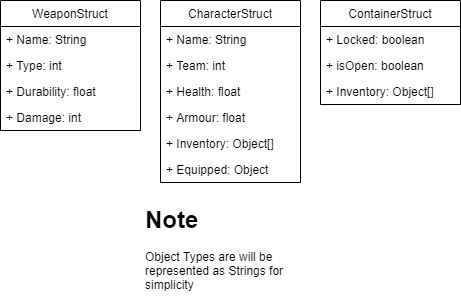 WeaponStruct
+ Name: String
+ Type: int
+ Durability: float
+ Damage: int
CharacterStruct
+ Name: String
+ Team: int
+ Health: float
+ Armour: float
+ Inventory: Object[]
+ Equipped: Object
ContainerStruct
+ Locked: boolean
+ isOpen: boolean
+ Inventory: Object[]
Note
Object Types are will be
represented as Strings for
simplicity